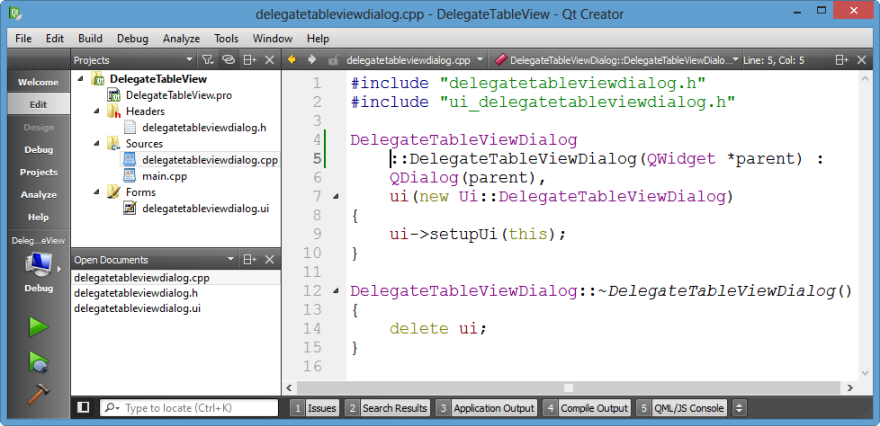 delegatetableviewdialog.cpp - DelegateTableView - Qt Creator
File Edit Build Debug Analyze Tools Window Help
Projects
delegatetableviewdialog.cpp
DelegateTableViewDialog::DelegateTableViewDialo...
Line: 5, Col: 5
Welcome
Edit
Design
Debug
Projects
Analyze
Help
Deleg...eView
Debug
DelegateTableView
DelegateTableView.pro
Headers
delegatetableviewdialog.h
Sources
delegatetableviewdialog.cpp
main.cpp
Forms
delegatetableviewdialog.ui
Open Documents
delegatetableviewdialog.cpp
delegatetableviewdialog.h
delegatetableviewdialog.ui
1 #include "delegatetableviewdialog.h"
2 #include "ui_delegatetableviewdialog.h"
3
4 DelegateTableViewDialog
5 ::DelegateTableViewDialog(QWidget *parent) :
6 QDialog(parent),
7 ui(new Ui::DelegateTableViewDialog)
8 {
9 ui->setupUi(this);
10 }
11
12 DelegateTableViewDialog::~DelegateTableViewDialog()
13 {
14 delete ui;
15 }
16
Type to locate (Ctrl+K)
1 Issues 2 Search Results 3 Application Output 4 Compile Output 5 QML/JS Console